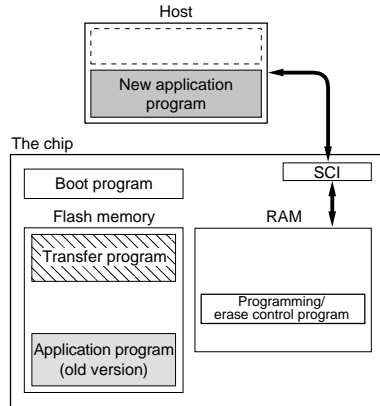 Host
New application
program
The chip
SCI
Boot program
Flash memory
RAM
Transfer program
Programming/
erase control program
Application program
(old version)